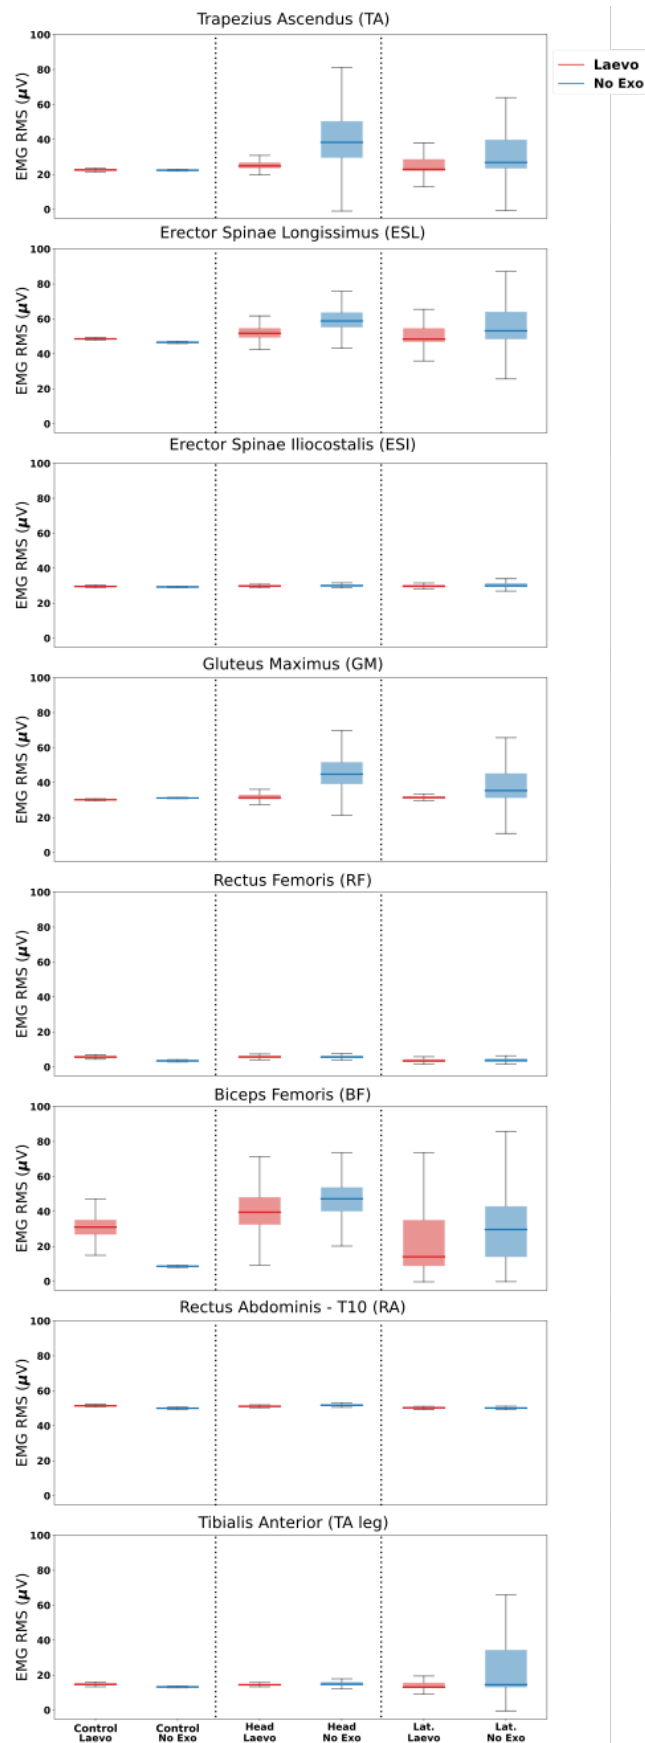 Trapezius Ascendus (TA)
EMG RMS (μV)
100
80
60
40
20
0
Laevo
No Exo
Erector Spinae Longissimus (ESL)
EMG RMS (μV)
100
80
60
40
20
0
Erector Spinae Iliocostalis (ESI)
EMG RMS (μV)
100
80
60
40
20
0
Gluteus Maximus (GM)
EMG RMS (μV)
100
80
60
40
20
0
Rectus Femoris (RF)
EMG RMS (μV)
100
80
60
40
20
0
Biceps Femoris (BF)
EMG RMS (μV)
100
80
60
40
20
0
Rectus Abdominis - T10 (RA)
EMG RMS (μV)
100
80
60
40
20
0
Tibialis Anterior (TA leg)
EMG RMS (μV)
100
80
60
40
20
0
Control
Laevo
Control
No Exo
Head
Laevo
Head
No Exo
Lat.
Laevo
Lat.
No Exo